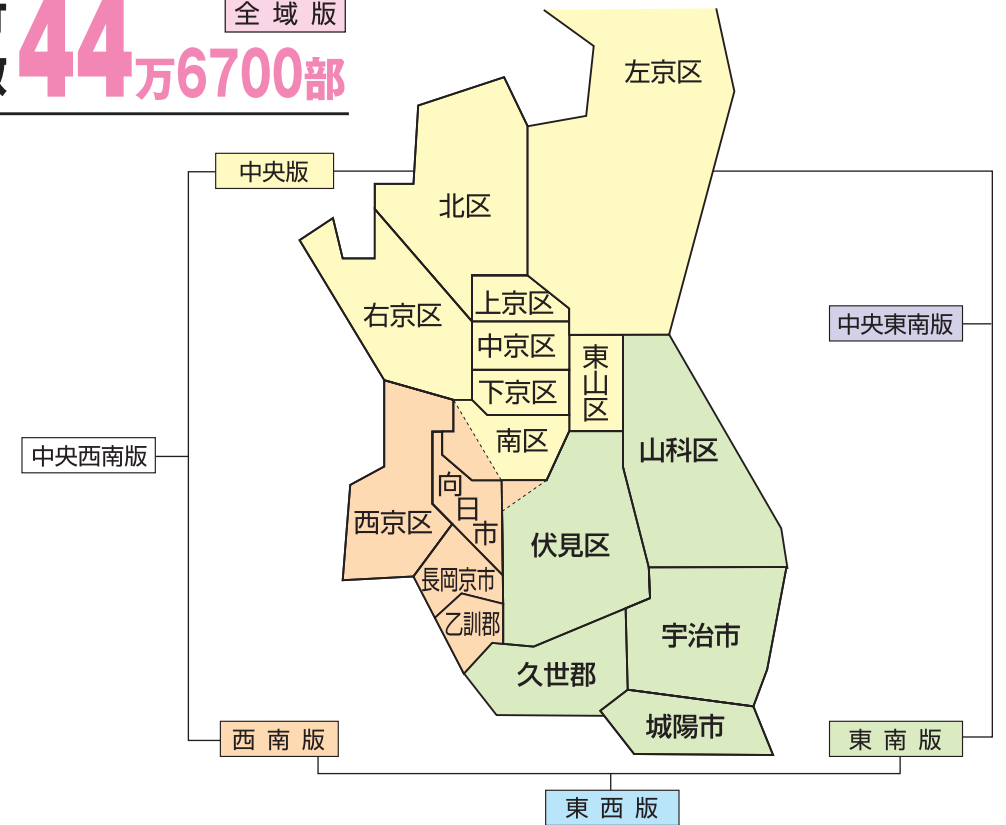 全域版
44万6700部
左京区
中央版
北区
右京区
上京区
中央東南版
中京区
東山区
下京区
南区
山科区
中央西南版
向日市
西京区
伏見区
長岡京市
乙訓郡
宇治市
久世郡
城陽市
西南版
東南版
東西版